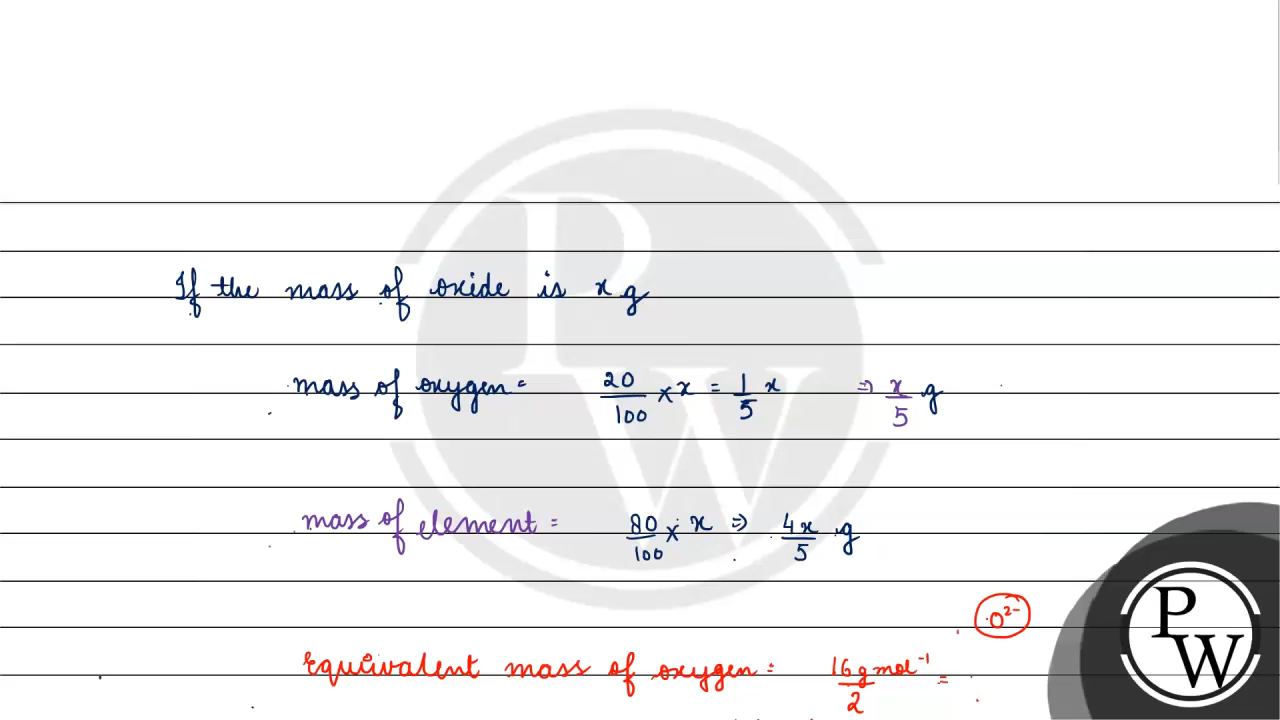 If the mass of oxide is x g
mass of oxygen = 20/100 × x = 1/5 x ⇒ x/5 g
mass of element = 80/100 × x ⇒ 4x/5 g
O²⁻
Equivalent mass of oxygen = 16 g mol⁻¹/2 =
P
W
P
W